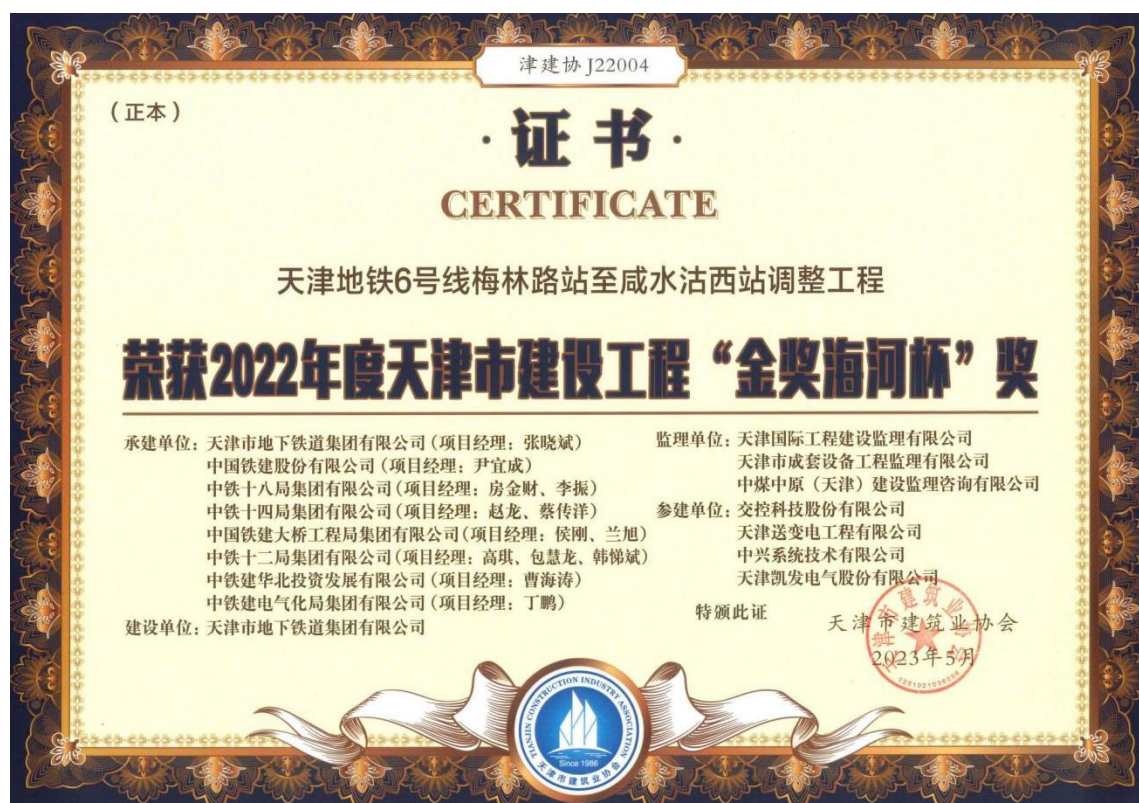 津建协 J22004
（正本）
·证书·
CERTIFICATE
天津地铁6号线梅林路站至咸水沽西站调整工程
荣获2022年度天津市建设工程“金奖海河杯”奖
承建单位：天津市地下铁道集团有限公司（项目经理：张晓斌）
中国铁建股份有限公司（项目经理：尹宜成）
中铁十八局集团有限公司（项目经理：房金财、李振）
中铁十四局集团有限公司（项目经理：赵龙、蔡传洋）
中国铁建大桥工程局集团有限公司（项目经理：侯刚、兰旭）
中铁十二局集团有限公司（项目经理：高琪、包慧龙、韩悌斌）
中铁建华北投资发展有限公司（项目经理：曹海涛）
中铁建电气化局集团有限公司（项目经理：丁鹏）
建设单位：天津市地下铁道集团有限公司
监理单位：天津国际工程建设监理有限公司
天津市成套设备工程监理有限公司
中煤中原（天津）建设监理咨询有限公司
参建单位：交控科技股份有限公司
天津送变电工程有限公司
中兴系统技术有限公司
天津凯发电气股份有限公司
特颁此证
天津市建筑业协会
2023年5月
天津市建筑业协会
TIANJIN CONSTRUCTION INDUSTRY ASSOCIATION
Since 1986
天津市建筑业协会